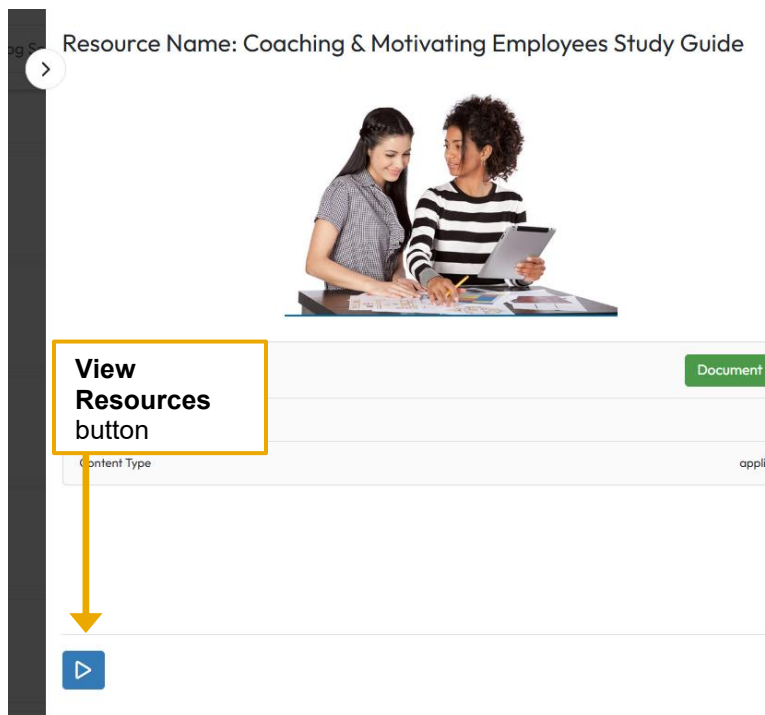 Resource Name: Coaching & Motivating Employees Study Guide
View
Resources
button
Document
Content Type